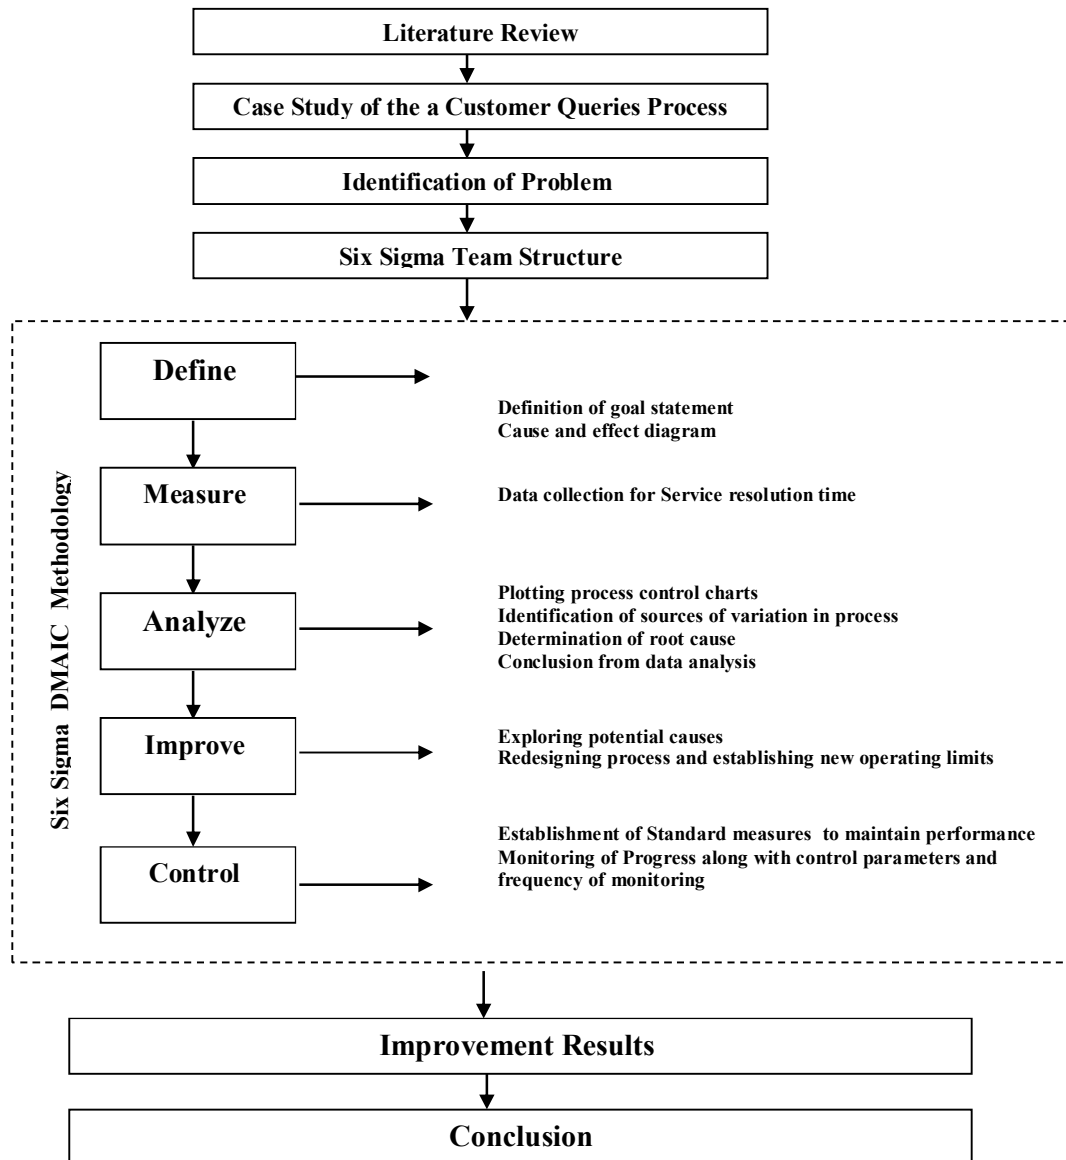 Literature Review
Case Study of the a Customer Queries Process
Identification of Problem
Six Sigma Team Structure
Six Sigma DMAIC Methodology
Define
Definition of goal statement
Cause and effect diagram
Measure
Data collection for Service resolution time
Analyze
Plotting process control charts
Identification of sources of variation in process
Determination of root cause
Conclusion from data analysis
Improve
Exploring potential causes
Redesigning process and establishing new operating limits
Control
Establishment of Standard measures to maintain performance
Monitoring of Progress along with control parameters and
frequency of monitoring
Improvement Results
Conclusion